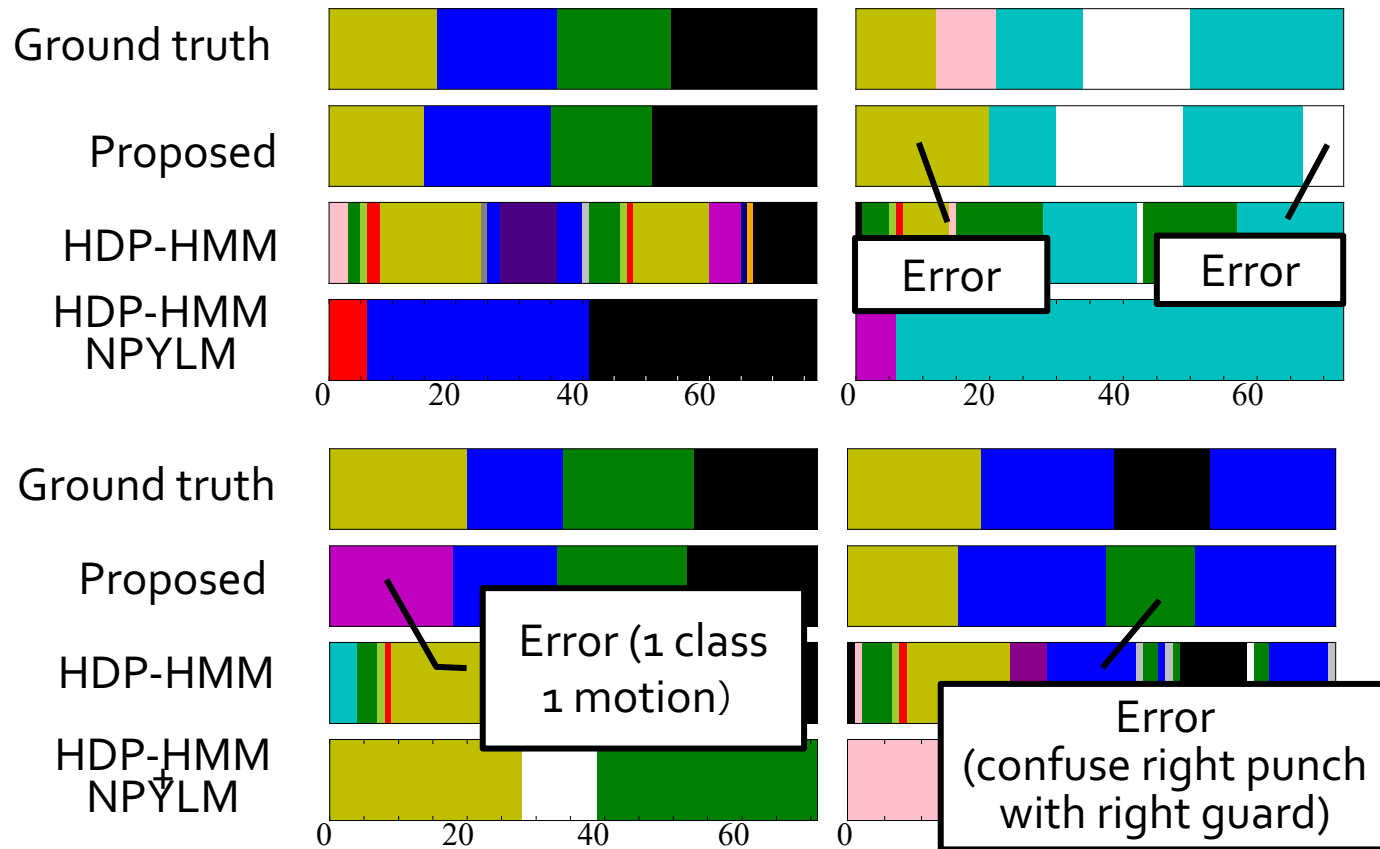 Ground truth
Proposed
HDP-HMM
HDP-HMM
NPYLM
Error
Error
0 20 40 60
0 20 40 60
Ground truth
Proposed
HDP-HMM
HDP-HMM
+
NPYLM
Error (1 class
1 motion)
Error
(confuse right punch
with right guard)
0 20 40 60
0